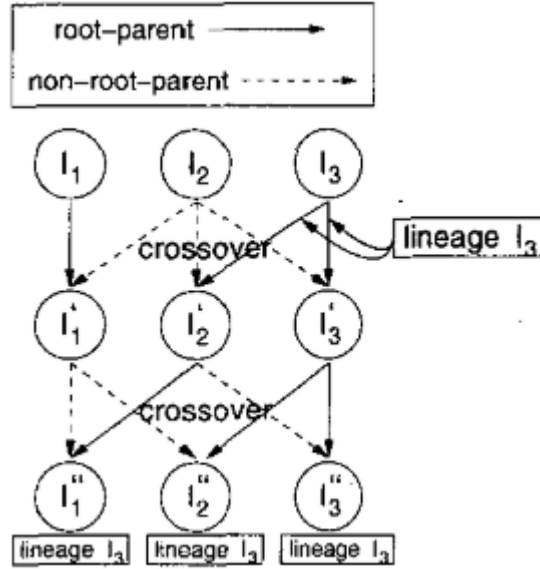 root-parent
non-root-parent
I1 I2 I3
crossover
lineage I3
I'1 I'2 I'3
crossover
I"1 I"2 I"3
lineage I3 lineage I3 lineage I3